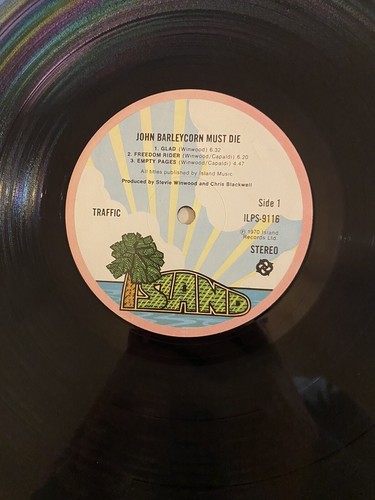 JOHN BARLEYCORN MUST DIE
1. GLAD (Winwood) 6.32
2. FREEDOM RIDER (Winwood/Capaldi) 6.20
3. EMPTY PAGES (Winwood/Capaldi) 4.47
All titles published by Island Music
Produced by Stevie Winwood and Chris Blackwell
TRAFFIC
Side 1
ILPS-9116
℗ 1970 Island
Records Ltd
STEREO
ISLAND